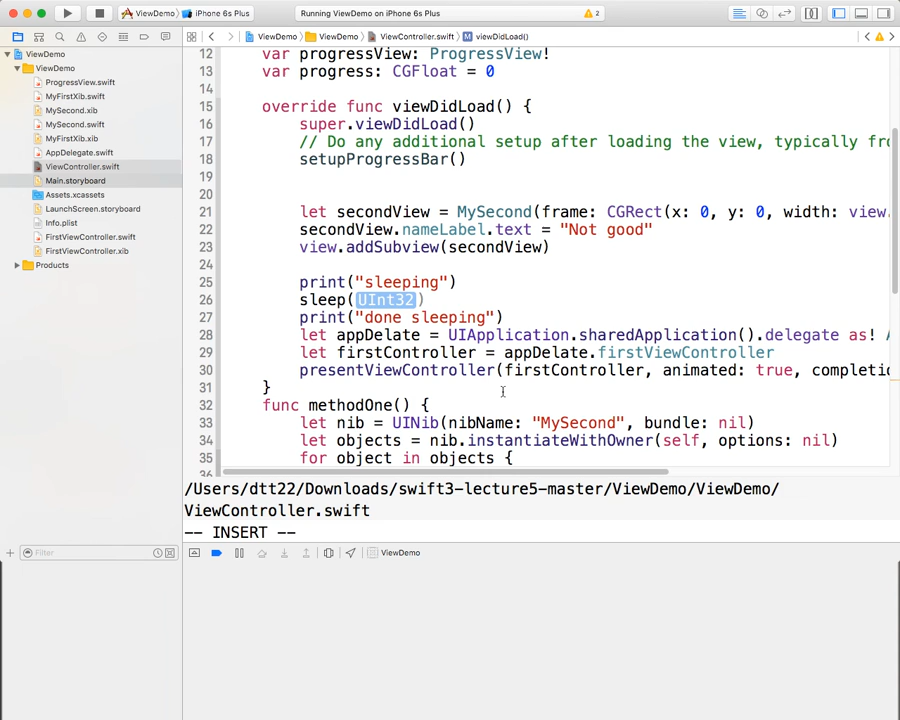 ViewDemo iPhone 6s Plus Running ViewDemo on iPhone 6s Plus 2
ViewDemo ViewDemo ViewController.swift M viewDidLoad()
ViewDemo
ViewDemo
ProgressView.swift
MyFirstXib.swift
MySecond.xib
MySecond.swift
MyFirstXib.xib
AppDelegate.swift
ViewController.swift
Main.storyboard
Assets.xcassets
LaunchScreen.storyboard
Info.plist
FirstViewController.swift
FirstViewController.xib
Products
12 var progressView: ProgressView!
13 var progress: CGFloat = 0
14
15 override func viewDidLoad() {
16 super.viewDidLoad()
17 // Do any additional setup after loading the view, typically fro
18 setupProgressBar()
19
20
21 let secondView = MySecond(frame: CGRect(x: 0, y: 0, width: view.
22 secondView.nameLabel.text = "Not good"
23 view.addSubview(secondView)
24
25 print("sleeping")
26 sleep(UInt32)
27 print("done sleeping")
28 let appDelate = UIApplication.sharedApplication().delegate as! A
29 let firstController = appDelate.firstViewController
30 presentViewController(firstController, animated: true, completio
31 }
32 func methodOne() {
33 let nib = UINib(nibName: "MySecond", bundle: nil)
34 let objects = nib.instantiateWithOwner(self, options: nil)
35 for object in objects {
36
/Users/dtt22/Downloads/swift3-lecture5-master/ViewDemo/ViewDemo/
ViewController.swift
-- INSERT --
Filter
ViewDemo